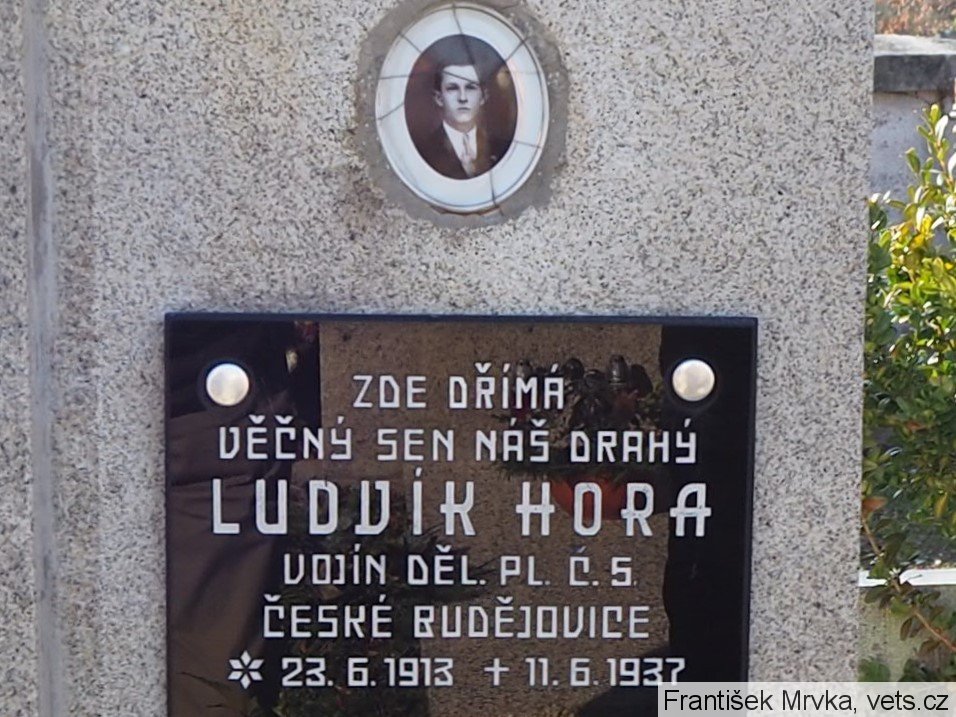 ZDE DŘÍMÁ
VĚČNÝ SEN NÁŠ DRAHÝ
LUDVÍK HORA
VOJÍN DĚL. PL. Č. 5.
ČESKÉ BUDĚJOVICE
23. 6. 1913 + 11. 6. 1937
František Mrvka, vets.cz